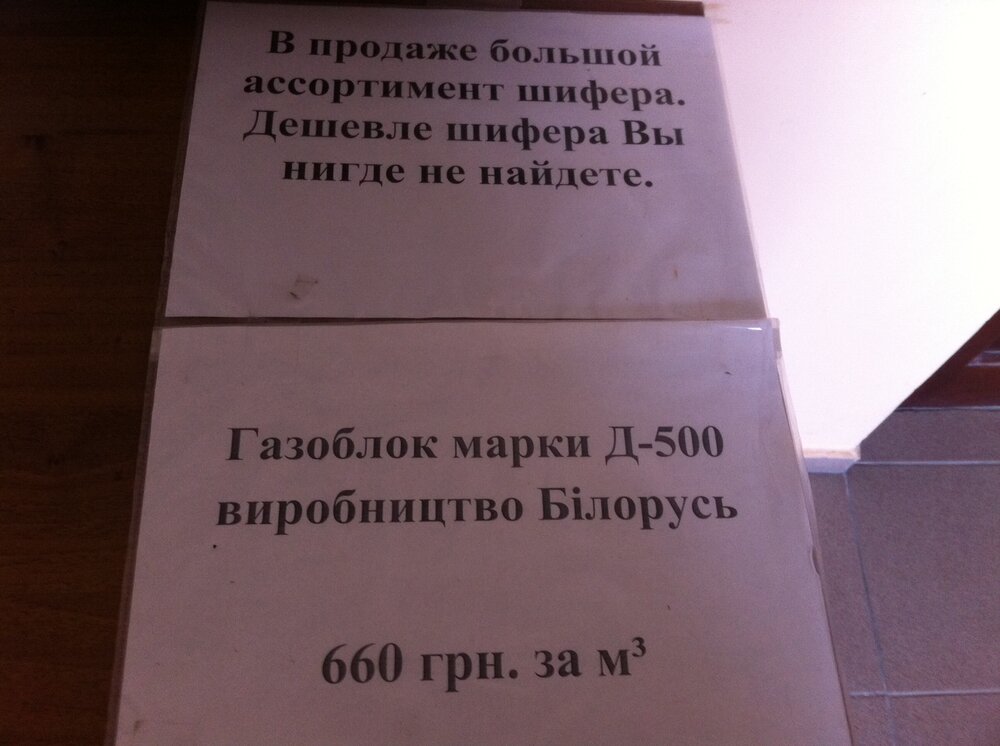 В продаже большой
ассортимент шифера.
Дешевле шифера Вы
нигде не найдете.
Газоблок марки Д-500
виробництво Білорусь
660 грн. за м³